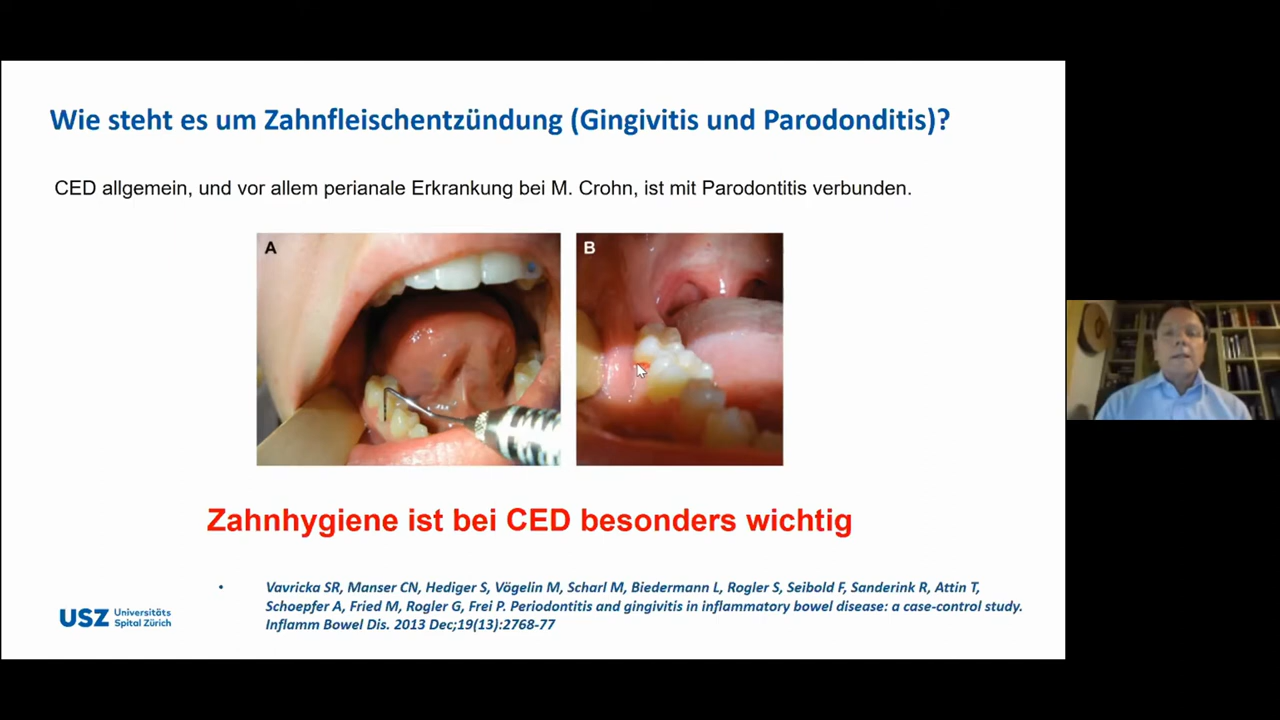 Wie steht es um Zahnfleischentzündung (Gingivitis und Parodonditis)?
CED allgemein, und vor allem perianale Erkrankung bei M. Crohn, ist mit Parodontitis verbunden.
A
B
Zahnhygiene ist bei CED besonders wichtig
• Vavricka SR, Manser CN, Hediger S, Vögelin M, Scharl M, Biedermann L, Rogler S, Seibold F, Sanderink R, Attin T,
Schoepfer A, Fried M, Rogler G, Frei P. Periodontitis and gingivitis in inflammatory bowel disease: a case-control study.
Inflamm Bowel Dis. 2013 Dec;19(13):2768-77
USZ Universitäts
Spital Zürich